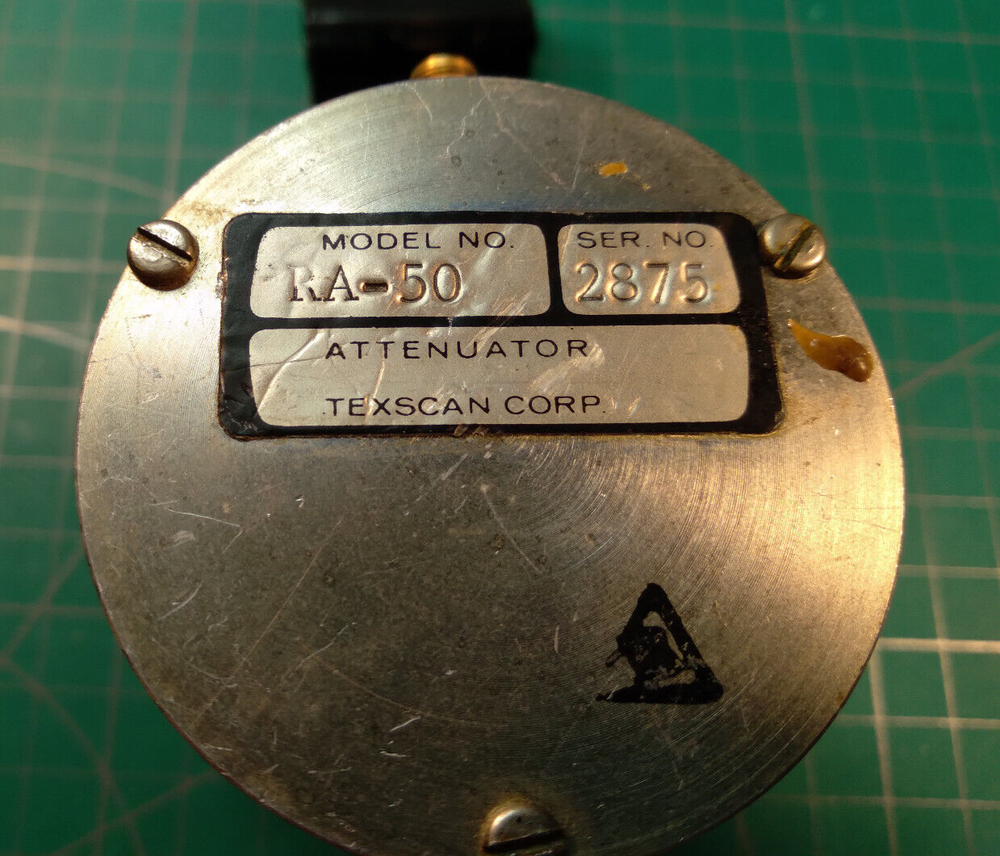 MODEL NO.
RA-50
SER. NO.
2875
ATTENUATOR
TEXSCAN CORP.